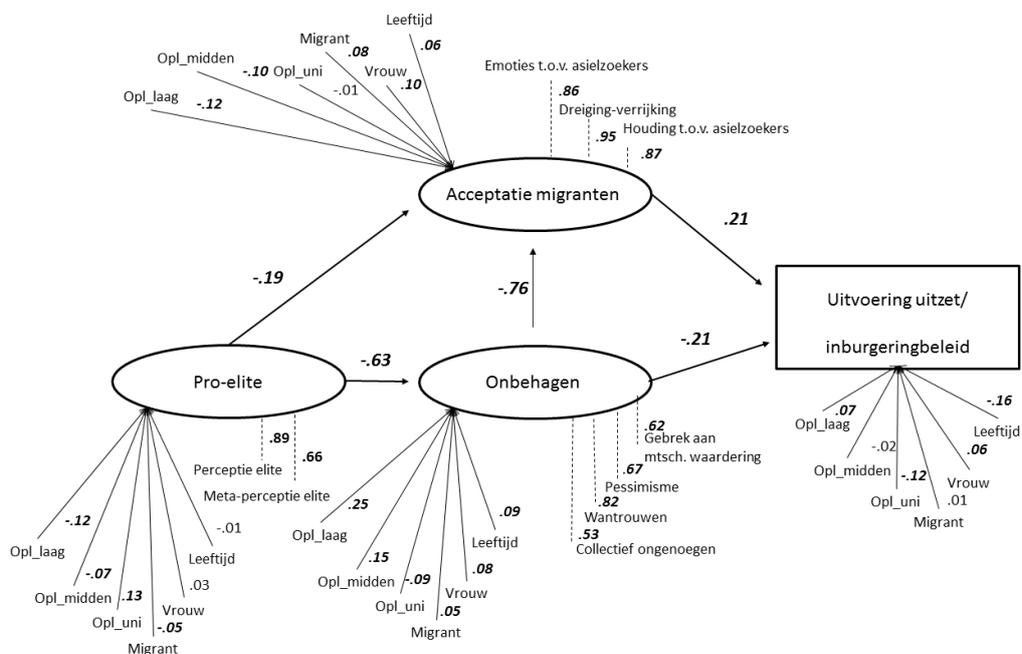 Leeftijd
.06
Migrant
.08
Opl_midden
-.10
Opl_uni
-.01
Vrouw
.10
Opl_laag
-.12
Emoties t.o.v. asielzoekers
.86
Dreiging-verrijking
.95
Houding t.o.v. asielzoekers
.87
Acceptatie migranten
.21
-.19
-.76
Uitvoering uitzet/
inburgeringbeleid
Pro-elite
-.63
Onbehagen
-.21
.89
Perceptie elite
.66
Meta-perceptie elite
.62
Gebrek aan
mtsch. waardering
.67
Pessimisme
.82
Wantrouwen
.53
Collectief ongenoegen
-.12
Opl_laag
-.07
Opl_midden
.13
Opl_uni
-.05
Migrant
.03
Vrouw
-.01
Leeftijd
.25
Opl_laag
.15
Opl_midden
-.09
Opl_uni
.05
Migrant
.08
Vrouw
.09
Leeftijd
.07
Opl_laag
-.02
Opl_midden
-.12
Opl_uni
.01
Migrant
.06
Vrouw
-.16
Leeftijd